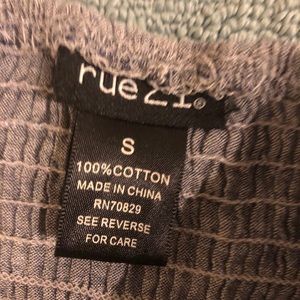 rue21®
S
100%COTTON
MADE IN CHINA
RN70829
SEE REVERSE
FOR CARE